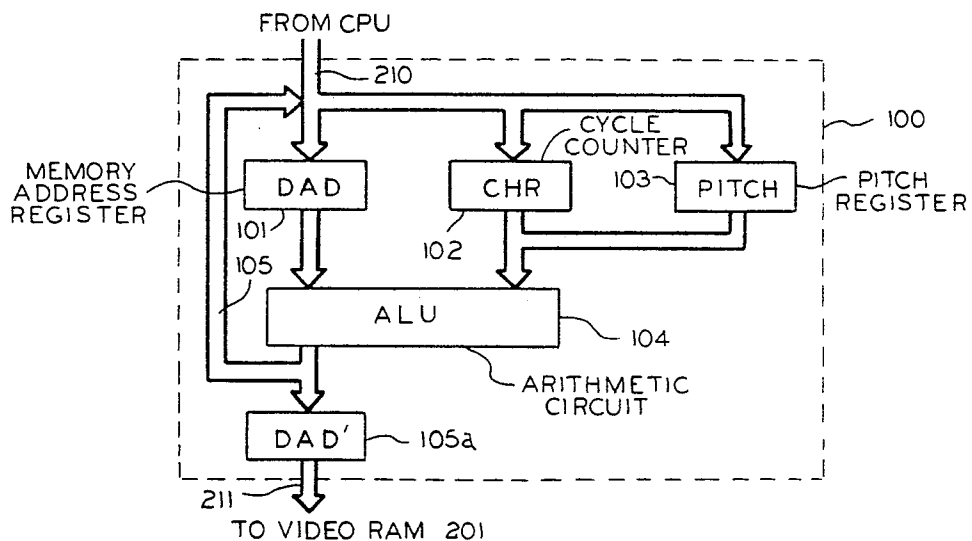 FROM CPU
210
100
CYCLE
COUNTER
MEMORY
ADDRESS
REGISTER
DAD
101
CHR
102
103
PITCH
PITCH
REGISTER
105
ALU
104
ARITHMETIC
CIRCUIT
DAD'
105a
211
TO VIDEO RAM 201